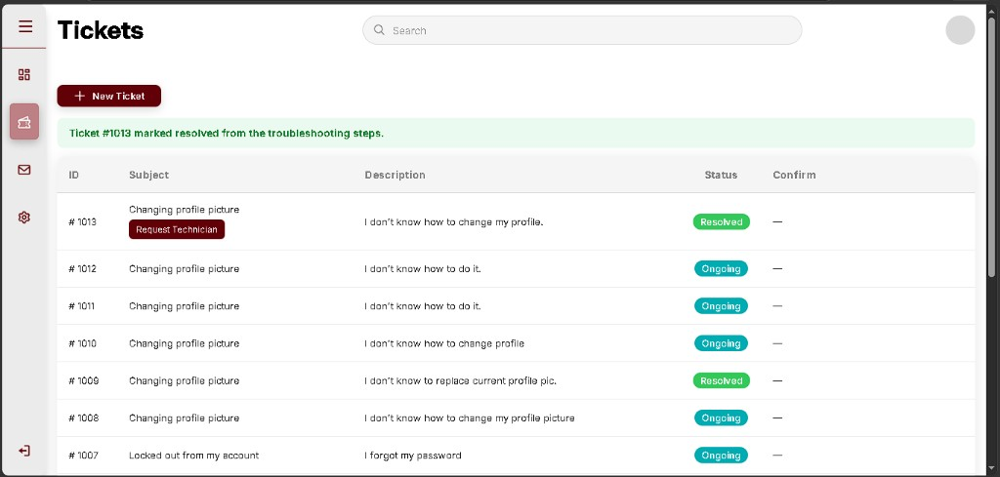 Tickets
Search
New Ticket
Ticket #1013 marked resolved from the troubleshooting steps.
ID Subject Description Status Confirm
# 1013 Changing profile picture I don't know how to change my profile. Resolved —
Request Technician
# 1012 Changing profile picture I don't know how to do it. Ongoing —
# 1011 Changing profile picture I don't know how to do it. Ongoing —
# 1010 Changing profile picture I don't know how to change profile Ongoing —
# 1009 Changing profile picture I don't know to replace current profile pic. Resolved —
# 1008 Changing profile picture I don't know how to change my profile picture Ongoing —
# 1007 Locked out from my account I forgot my password Ongoing —